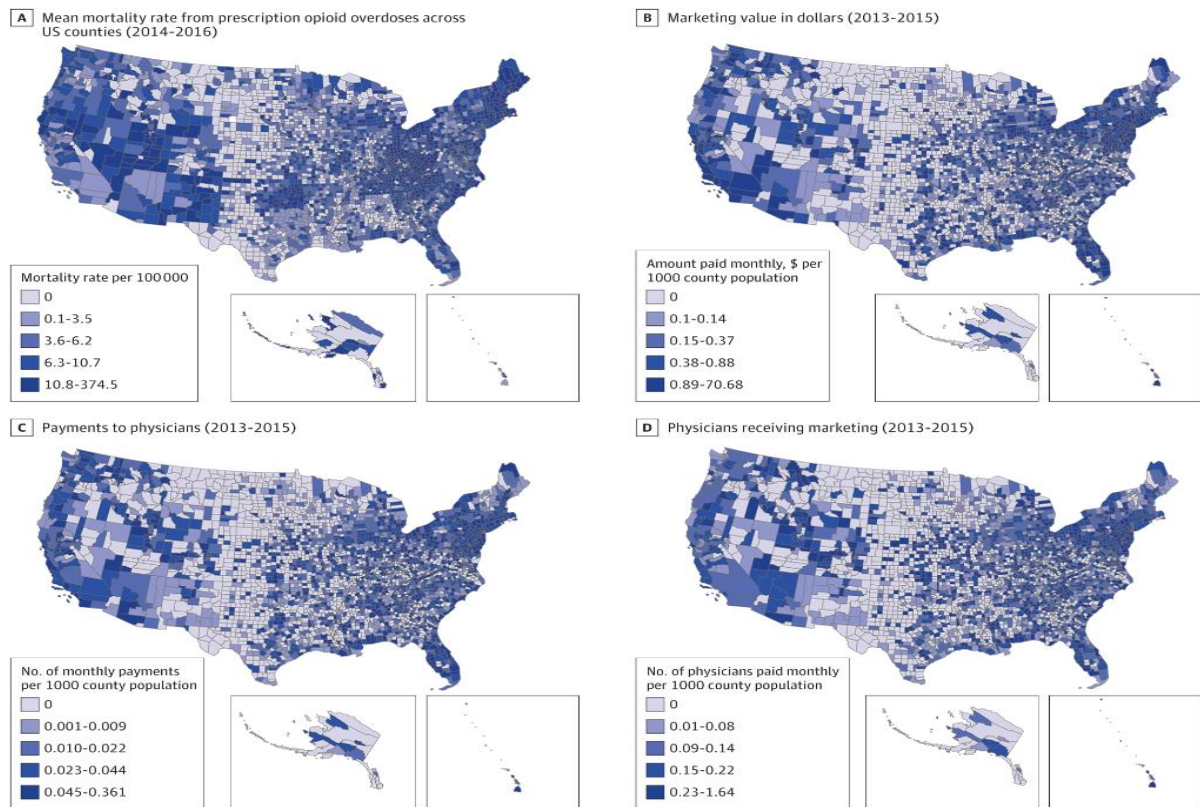 A Mean mortality rate from prescription opioid overdoses across
US counties (2014-2016)
Mortality rate per 100 000
0
0.1-3.5
3.6-6.2
6.3-10.7
10.8-374.5
B Marketing value in dollars (2013-2015)
Amount paid monthly, $ per
1000 county population
0
0.1-0.14
0.15-0.37
0.38-0.88
0.89-70.68
C Payments to physicians (2013-2015)
No. of monthly payments
per 1000 county population
0
0.001-0.009
0.010-0.022
0.023-0.044
0.045-0.361
D Physicians receiving marketing (2013-2015)
No. of physicians paid monthly
per 1000 county population
0
0.01-0.08
0.09-0.14
0.15-0.22
0.23-1.64